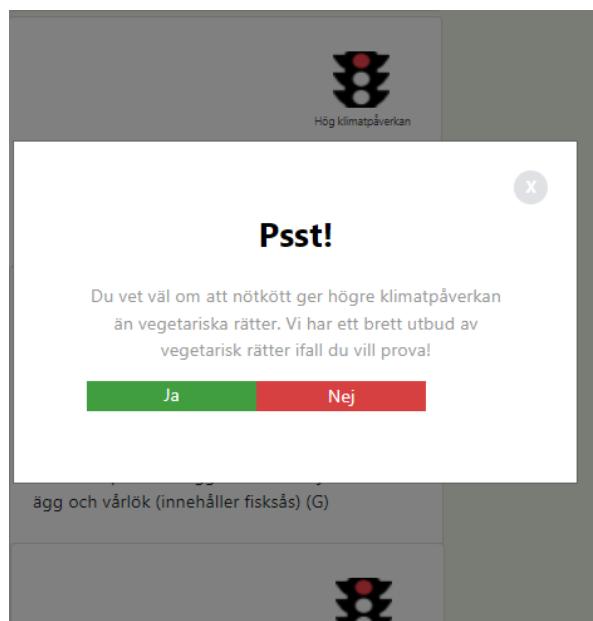 Hög klimatpåverkan
X
Psst!
Du vet väl om att nötkött ger högre klimatpåverkan
än vegetariska rätter. Vi har ett brett utbud av
vegetarisk rätter ifall du vill prova!
Ja Nej
ägg och vårlök (innehåller fisksås) (G)